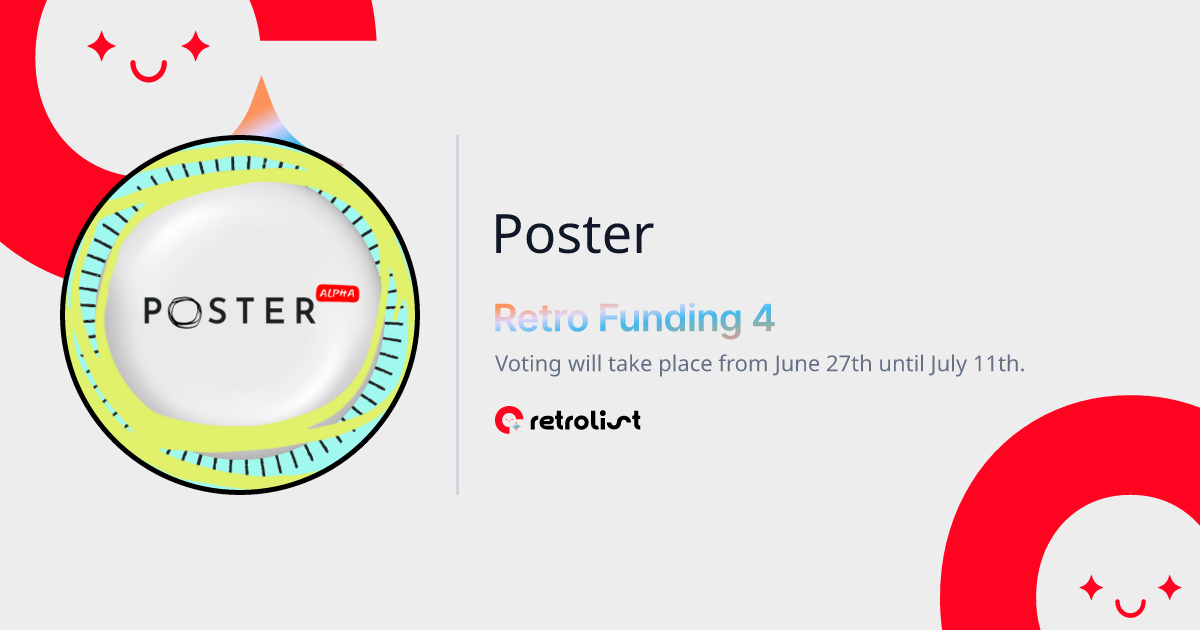 POSTER
ALPHA
Poster
Retro Funding 4
Voting will take place from June 27th until July 11th.
retrolist